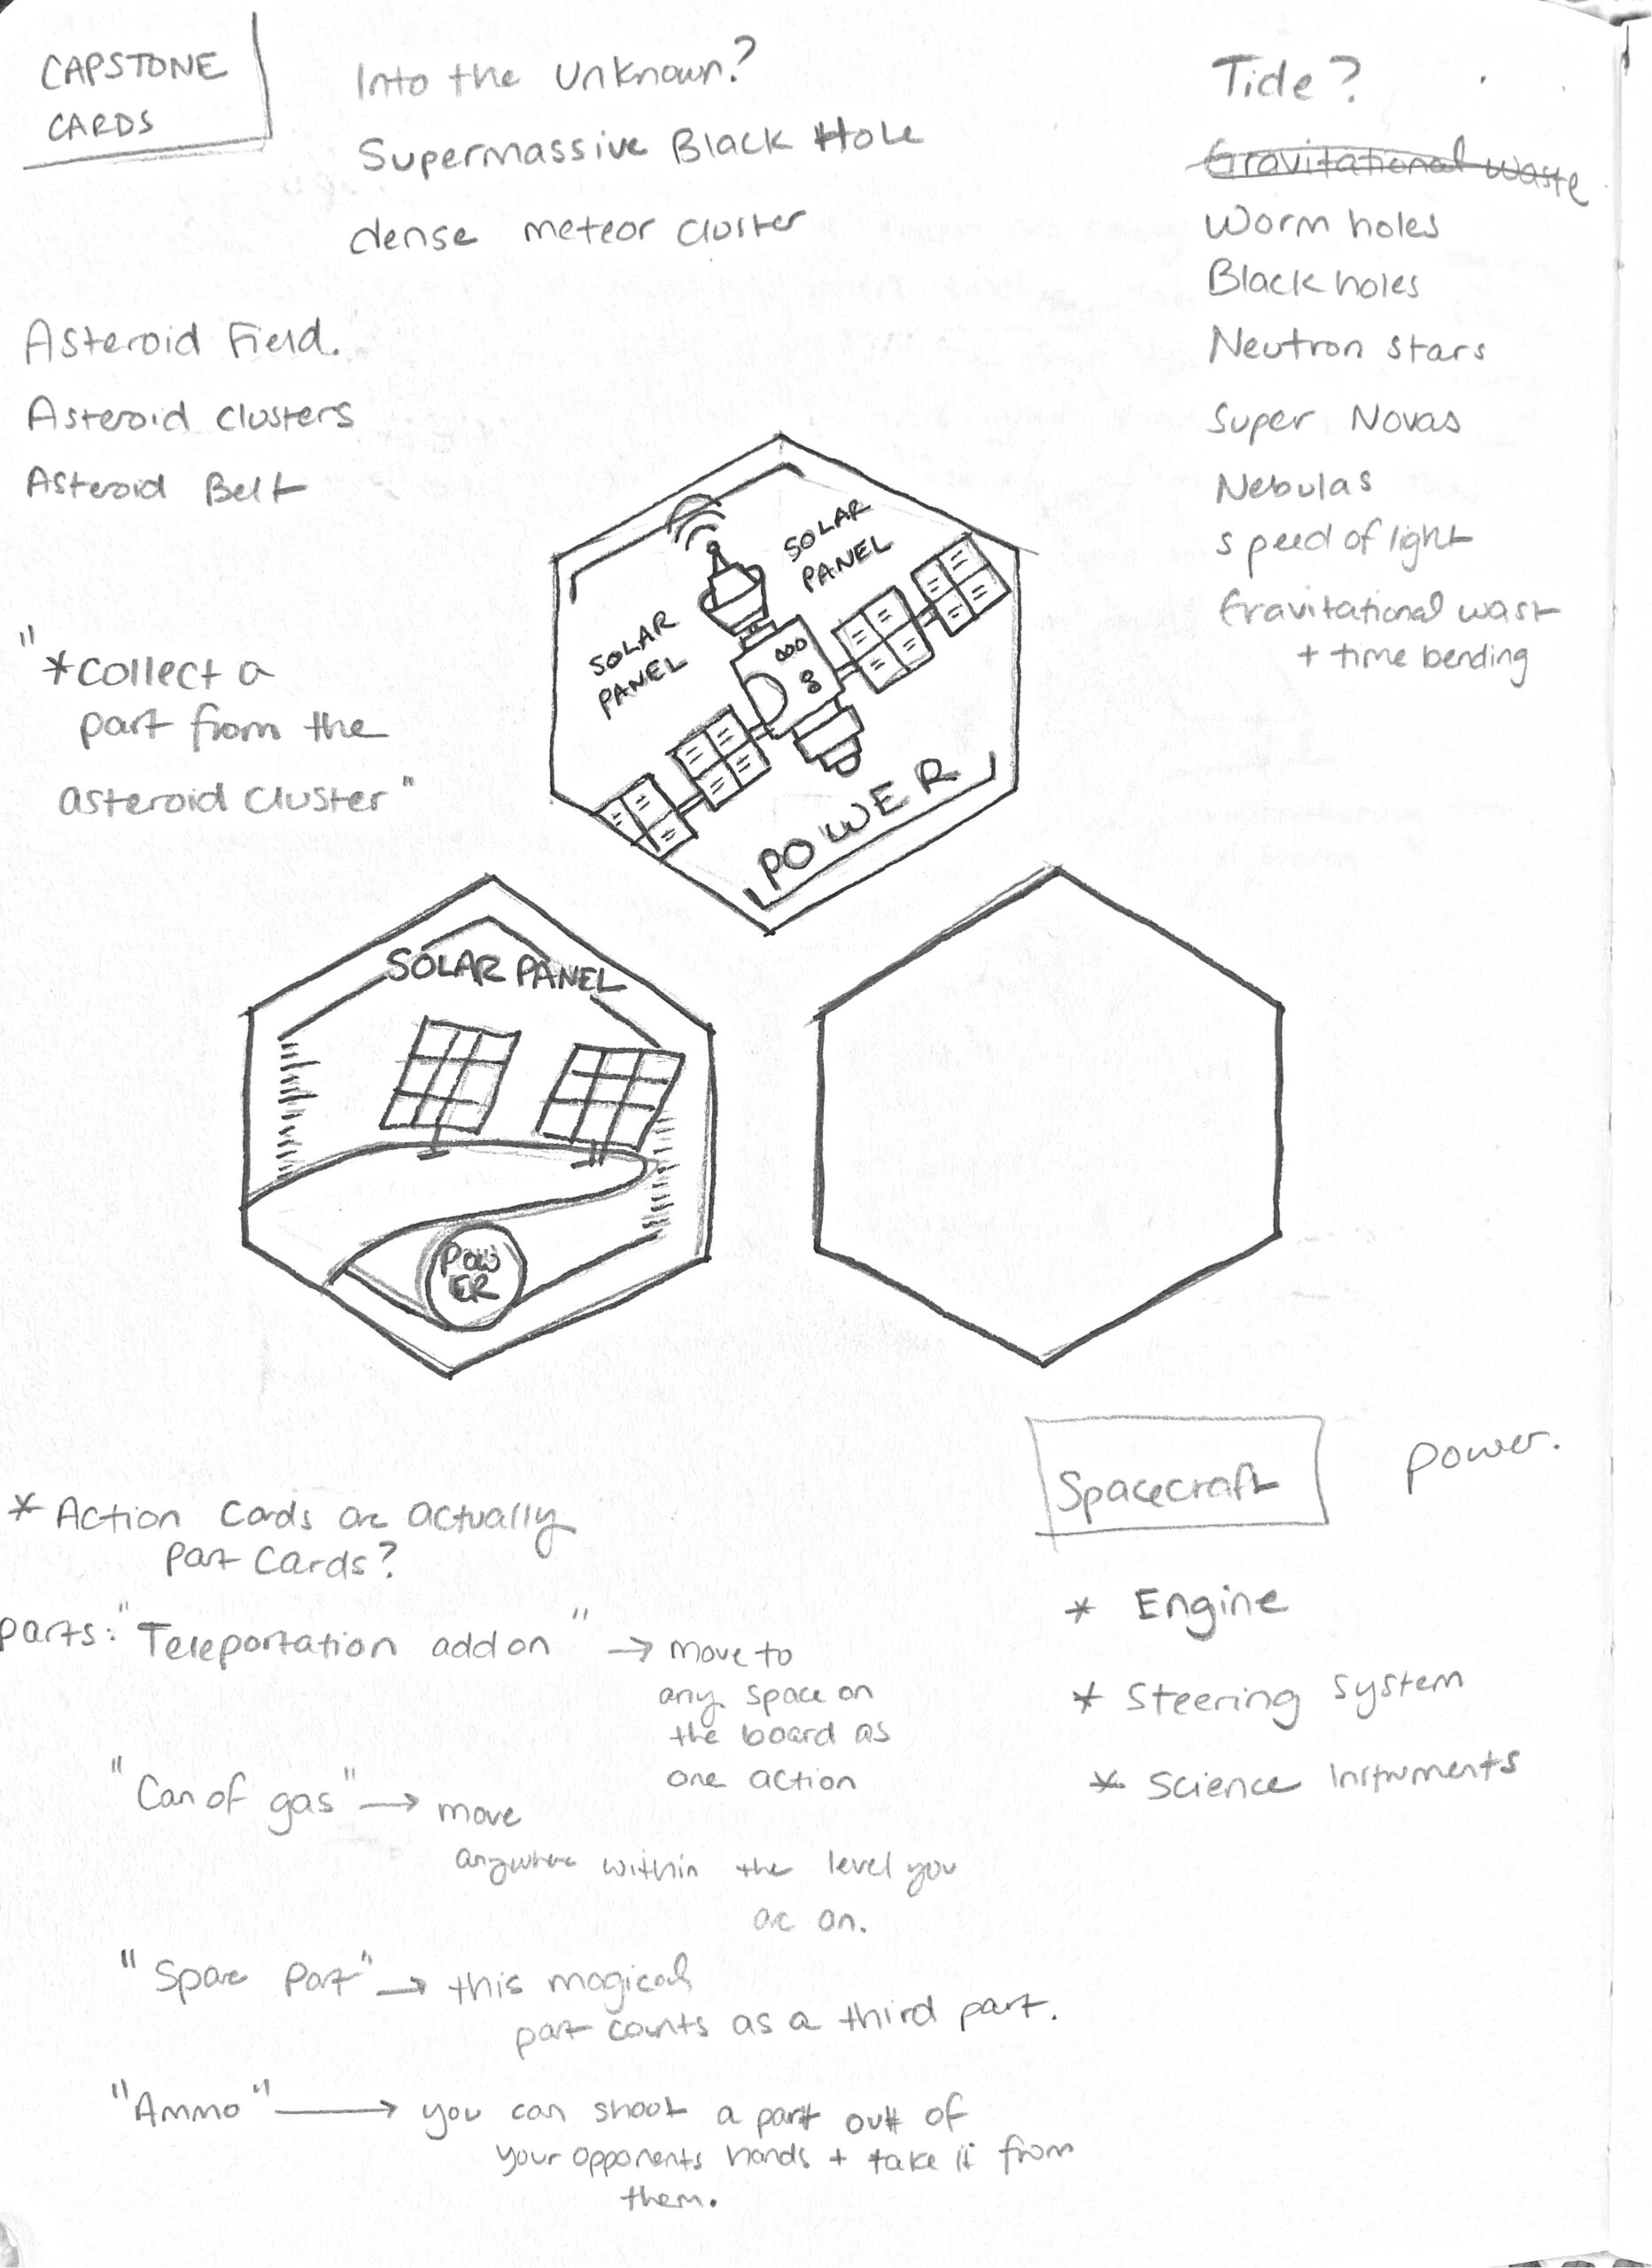 CAPSTONE
CARDS
Into the Unknown?
Supermassive Black Hole
dense meteor cluster
Tide?
Gravitational waste
Worm holes
Black holes
Neutron stars
Super Novas
Nebulas
speed of light
Gravitational wast
+ time bending
Asteroid Field.
Asteroid clusters
Asteroid Belt
"*collect a
part from the
asteroid cluster"
SOLAR
PANEL
SOLAR
PANEL
POWER
SOLAR PANEL
POW
ER
Spacecraft
power.
* Engine
* Steering system
* Science Instruments
* Action Cards are actually
Part Cards?
parts: "Teleportation add on" → move to
any space on
the board as
one action
"Can of gas" → move
anywhere within the level you
are on.
"Spare Part" → this magical
part counts as a third part.
"Ammo" → you can shoot a part out of
your opponents hands + take it from
them.